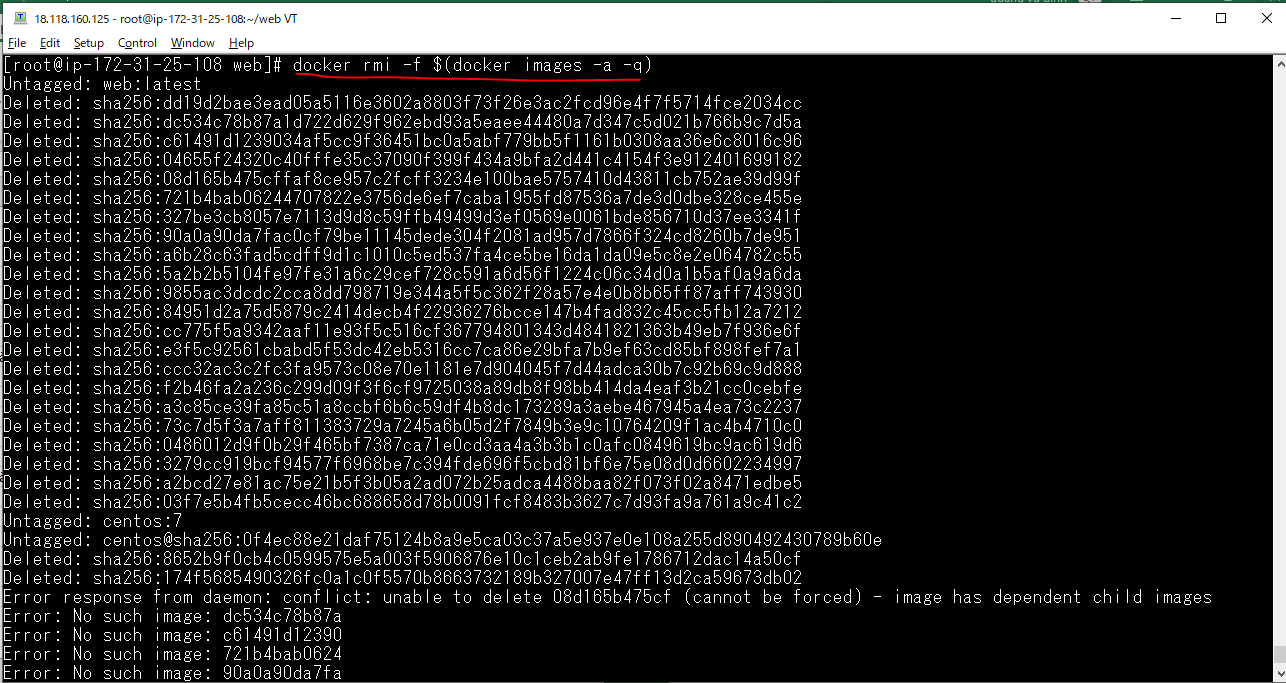 18.118.160.125 - root@ip-172-31-25-108:~/web VT
File Edit Setup Control Window Help
[root@ip-172-31-25-108 web]# docker rmi -f $(docker images -a -q)
Untagged: web:latest
Deleted: sha256:dd19d2bae3ead05a5116e3602a8803f73f26e3ac2fcd96e4f7f5714fce2034cc
Deleted: sha256:dc534c78b87a1d722d629f962ebd93a5eaee44480a7d347c5d021b766b9c7d5a
Deleted: sha256:c61491d1239034af5cc9f36451bc0a5abf779bb5f1161b0308aa36e6c8016c96
Deleted: sha256:04655f24320c40fffe35c37090f399f434a9bfa2d441c4154f3e912401699182
Deleted: sha256:08d165b475cffaf8ce957c2fcff3234e100bae5757410d43811cb752ae39d99f
Deleted: sha256:721b4bab06244707822e3756de6ef7caba1955fd87536a7de3d0dbe328ce455e
Deleted: sha256:327be3cb8057e7113d9d8c59ffb49499d3ef0569e0061bde856710d37ee3341f
Deleted: sha256:90a0a90da7fac0cf79be11145dede304f2081ad957d7866f324cd8260b7de951
Deleted: sha256:a6b28c63fad5cdff9d1c1010c5ed537fa4ce5be16da1da09e5c8e2e064782c55
Deleted: sha256:5a2b2b5104fe97fe31a6c29cef728c591a6d56f1224c06c34d0a1b5af0a9a6da
Deleted: sha256:9855ac3dcdc2cca8dd798719e344a5f5c362f28a57e4e0b8b65ff87aff743930
Deleted: sha256:84951d2a75d5879c2414decb4f22936276bcce147b4fad832c45cc5fb12a7212
Deleted: sha256:cc775f5a9342aaf11e93f5c516cf367794801343d4841821363b49eb7f936e6f
Deleted: sha256:e3f5c92561cbabd5f53dc42eb5316cc7ca86e29bfa7b9ef63cd85bf898fef7a1
Deleted: sha256:ccc32ac3c2fc3fa9573c08e70e1181e7d904045f7d44adca30b7c92b69c9d888
Deleted: sha256:f2b46fa2a236c299d09f3f6cf9725038a89db8f98bb414da4eaf3b21cc0cebfe
Deleted: sha256:a3c85ce39fa85c51a8ccbf6b6c59df4b8dc173289a3aebe467945a4ea73c2237
Deleted: sha256:73c7d5f3a7aff811383729a7245a6b05d2f7849b3e9c10764209f1ac4b4710c0
Deleted: sha256:0486012d9f0b29f465bf7387ca71e0cd3aa4a3b3b1c0afc0849619bc9ac619d6
Deleted: sha256:3279cc919bcf94577f6968be7c394fde696f5cbd81bf6e75e08d0d6602234997
Deleted: sha256:a2bcd27e81ac75e21b5f3b05a2ad072b25adca4488baa82f073f02a8471edbe5
Deleted: sha256:03f7e5b4fb5cecc46bc688658d78b0091fcf8483b3627c7d93fa9a761a9c41c2
Untagged: centos:7
Untagged: centos@sha256:0f4ec88e21daf75124b8a9e5ca03c37a5e937e0e108a255d890492430789b60e
Deleted: sha256:8652b9f0cb4c0599575e5a003f5906876e10c1ceb2ab9fe1786712dac14a50cf
Deleted: sha256:174f5685490326fc0a1c0f5570b8663732189b327007e47ff13d2ca59673db02
Error response from daemon: conflict: unable to delete 08d165b475cf (cannot be forced) - image has dependent child images
Error: No such image: dc534c78b87a
Error: No such image: c61491d12390
Error: No such image: 721b4bab0624
Error: No such image: 90a0a90da7fa